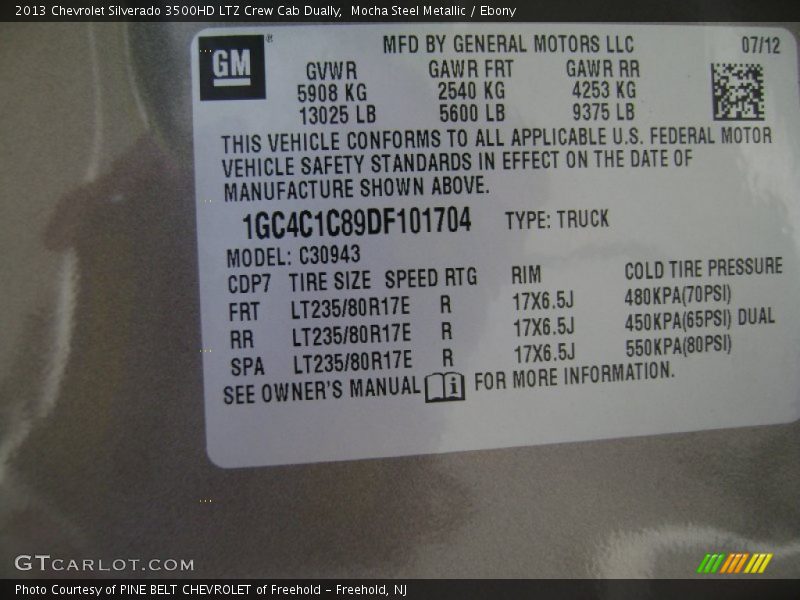 2013 Chevrolet Silverado 3500HD LTZ Crew Cab Dually, Mocha Steel Metallic / Ebony
GM ® MFD BY GENERAL MOTORS LLC 07/12
GVWR GAWR FRT GAWR RR
5908 KG 2540 KG 4253 KG
13025 LB 5600 LB 9375 LB
THIS VEHICLE CONFORMS TO ALL APPLICABLE U.S. FEDERAL MOTOR
VEHICLE SAFETY STANDARDS IN EFFECT ON THE DATE OF
MANUFACTURE SHOWN ABOVE.
1GC4C1C89DF101704 TYPE: TRUCK
MODEL: C30943
CDP7 TIRE SIZE SPEED RTG RIM COLD TIRE PRESSURE
FRT LT235/80R17E R 17X6.5J 480KPA(70PSI)
RR LT235/80R17E R 17X6.5J 450KPA(65PSI) DUAL
SPA LT235/80R17E R 17X6.5J 550KPA(80PSI)
SEE OWNER'S MANUAL i FOR MORE INFORMATION.
GTCARLOT.COM
Photo Courtesy of PINE BELT CHEVROLET of Freehold - Freehold, NJ